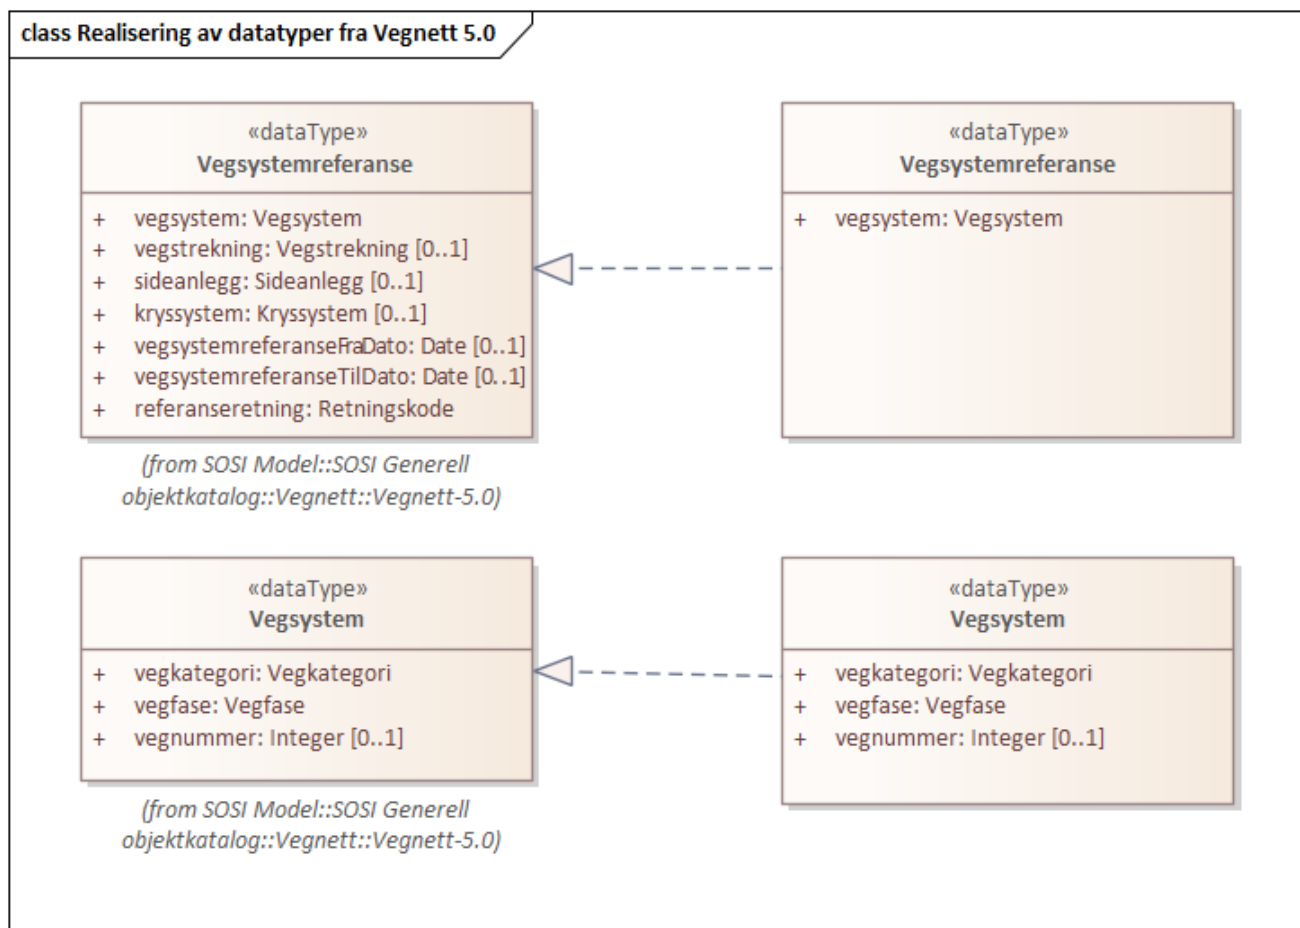 class Realisering av datatyper fra Vegnett 5.0
«dataType»
Vegsystemreferanse
+ vegsystem: Vegsystem
+ vegstrekning: Vegstrekning [0..1]
+ sideanlegg: Sideanlegg [0..1]
+ kryssystem: Kryssystem [0..1]
+ vegsystemreferanseFraDato: Date [0..1]
+ vegsystemreferanseTilDato: Date [0..1]
+ referanseretning: Retningskode
(from SOSI Model::SOSI Generell
objektkatalog::Vegnett::Vegnett-5.0)
«dataType»
Vegsystemreferanse
+ vegsystem: Vegsystem
«dataType»
Vegsystem
+ vegkategori: Vegkategori
+ vegfase: Vegfase
+ vegnummer: Integer [0..1]
(from SOSI Model::SOSI Generell
objektkatalog::Vegnett::Vegnett-5.0)
«dataType»
Vegsystem
+ vegkategori: Vegkategori
+ vegfase: Vegfase
+ vegnummer: Integer [0..1]